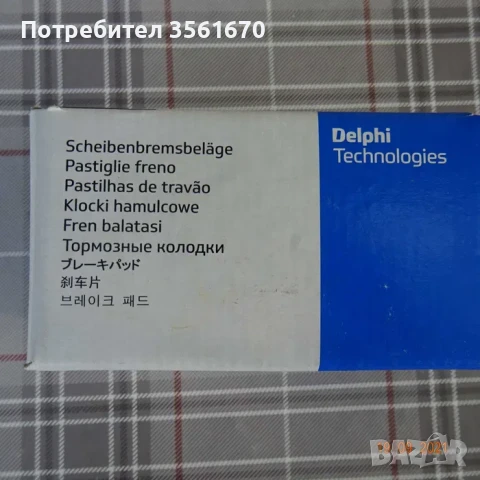 Потребител 3561670
Scheibenbremsbeläge
Pastiglie freno
Pastilhas de travão
Klocki hamulcowe
Fren balatasi
Тормозные колодки
ブレーキパッド
刹车片
브레이크 패드
Delphi
Technologies
BAZAR